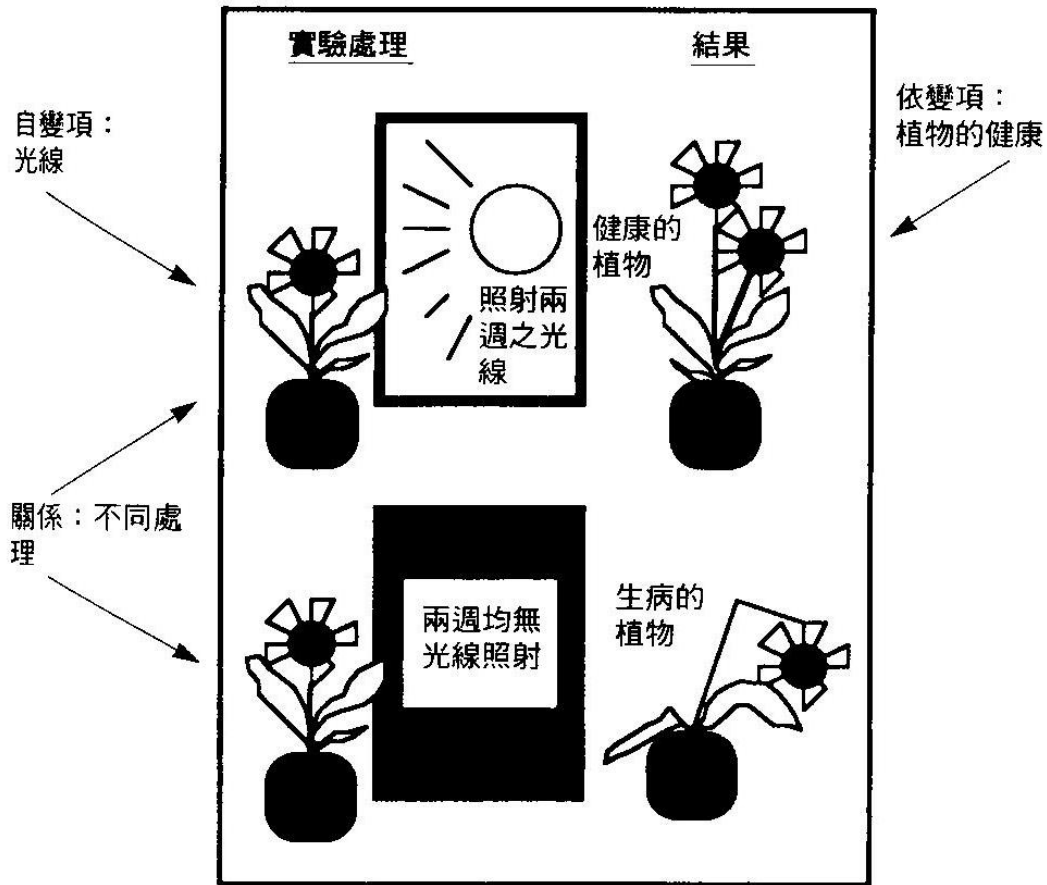 實驗處理
結果
自變項：
光線
依變項：
植物的健康
照射兩
週之光
線
健康的
植物
關係：不同處
理
兩週均無
光線照射
生病的
植物